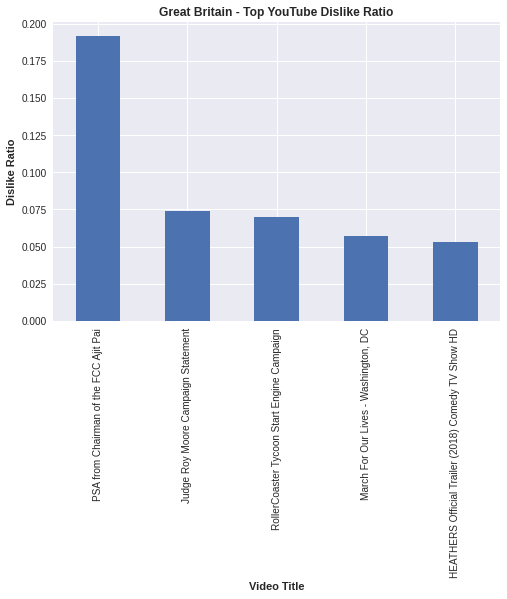 Great Britain - Top YouTube Dislike Ratio
0.200
0.175
0.150
0.125
0.100
0.075
0.050
0.025
0.000
Dislike Ratio
PSA from Chairman of the FCC Ajit Pai
Judge Roy Moore Campaign Statement
RollerCoaster Tycoon Start Engine Campaign
March For Our Lives - Washington, DC
HEATHERS Official Trailer (2018) Comedy TV Show HD
Video Title